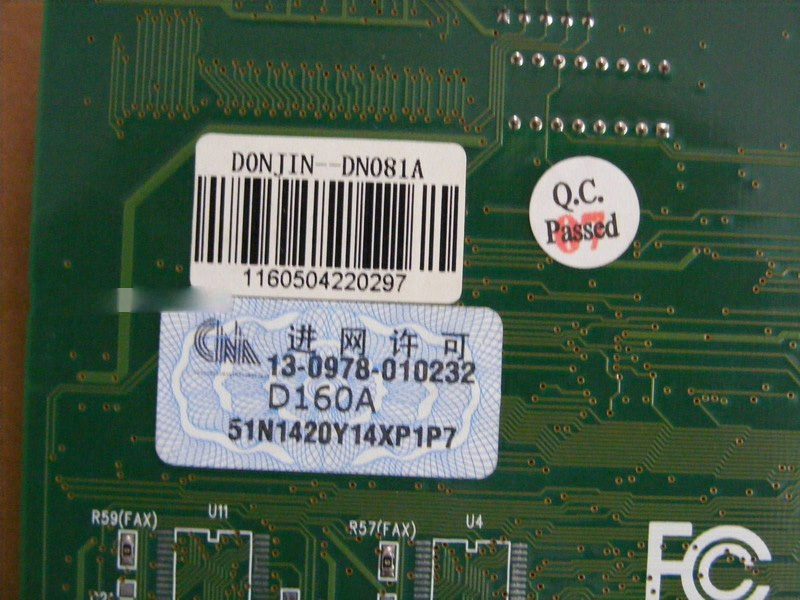 DONJIN--DN081A
1160504220297
Q.C.
Passed
07
进网许可
13-0978-010232
D160A
51N1420Y14XP1P7
R59(FAX)
U11
R57(FAX)
U4
FC